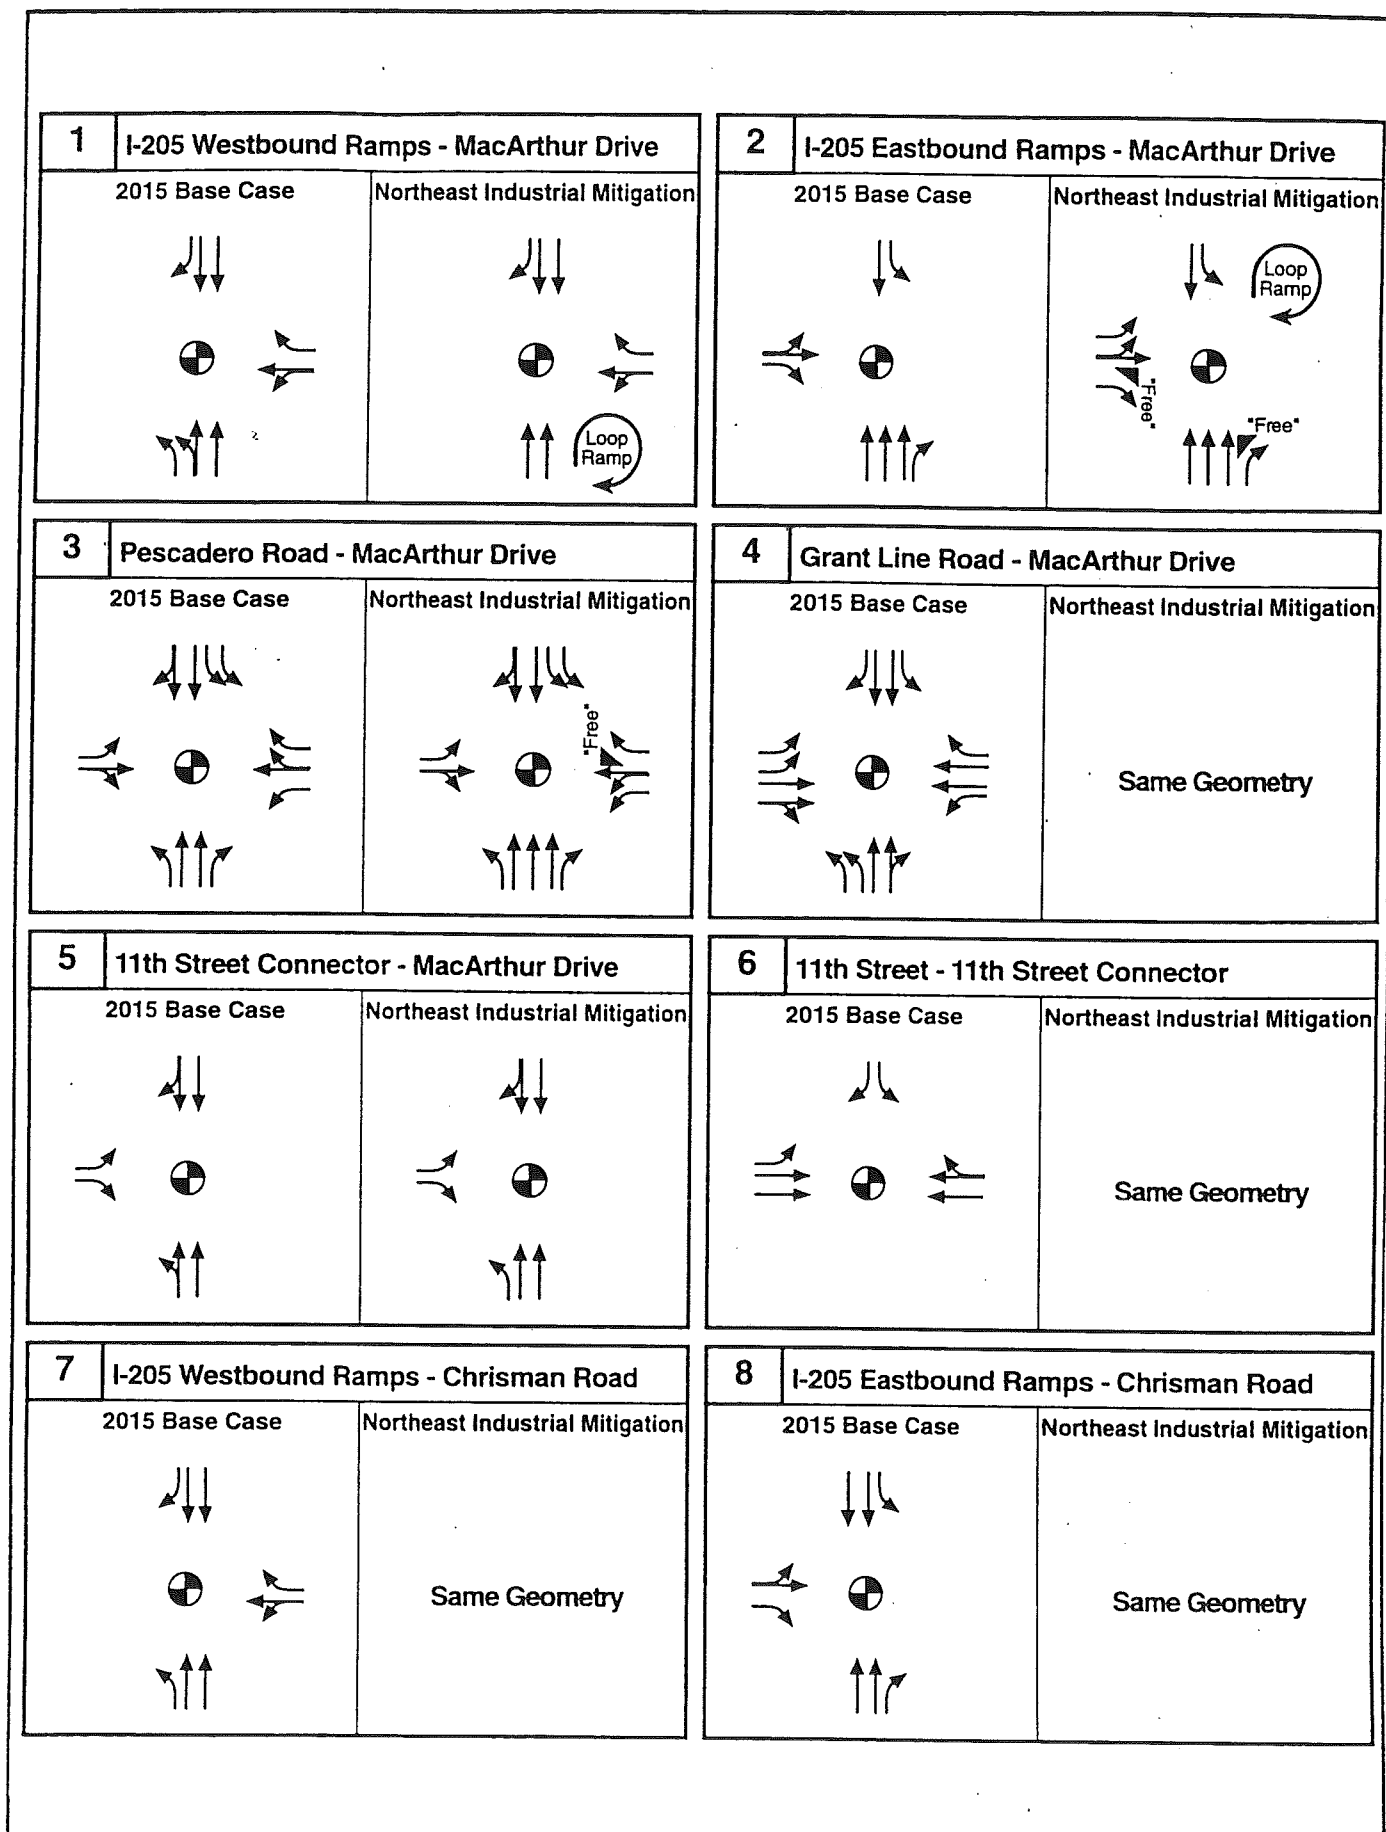 1 I-205 Westbound Ramps - MacArthur Drive
2015 Base Case Northeast Industrial Mitigation
Loop
Ramp
2 I-205 Eastbound Ramps - MacArthur Drive
2015 Base Case Northeast Industrial Mitigation
Loop
Ramp
"Free"
"Free"
3 Pescadero Road - MacArthur Drive
2015 Base Case Northeast Industrial Mitigation
"Free"
4 Grant Line Road - MacArthur Drive
2015 Base Case Northeast Industrial Mitigation
Same Geometry
5 11th Street Connector - MacArthur Drive
2015 Base Case Northeast Industrial Mitigation
6 11th Street - 11th Street Connector
2015 Base Case Northeast Industrial Mitigation
Same Geometry
7 I-205 Westbound Ramps - Chrisman Road
2015 Base Case Northeast Industrial Mitigation
Same Geometry
8 I-205 Eastbound Ramps - Chrisman Road
2015 Base Case Northeast Industrial Mitigation
Same Geometry